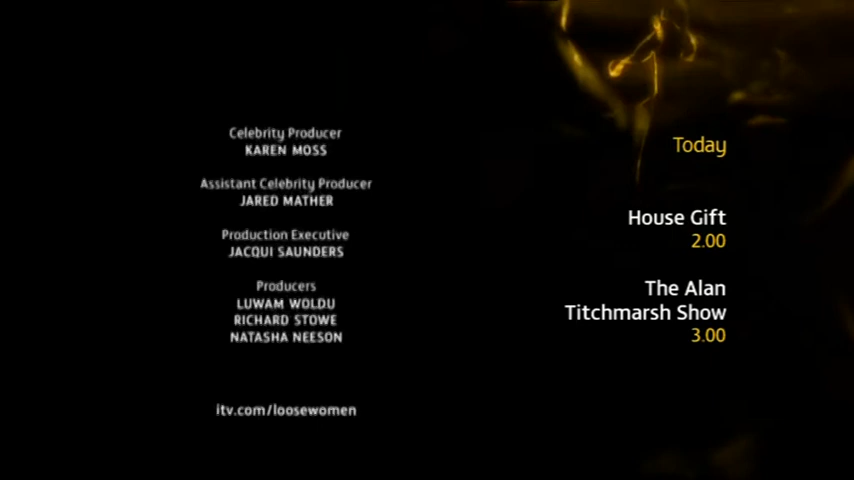 Celebrity Producer
KAREN MOSS
Assistant Celebrity Producer
JARED MATHER
Production Executive
JACQUI SAUNDERS
Producers
LUWAM WOLDU
RICHARD STOWE
NATASHA NEESON
itv.com/loosewomen
Today
House Gift
2.00
The Alan
Titchmarsh Show
3.00